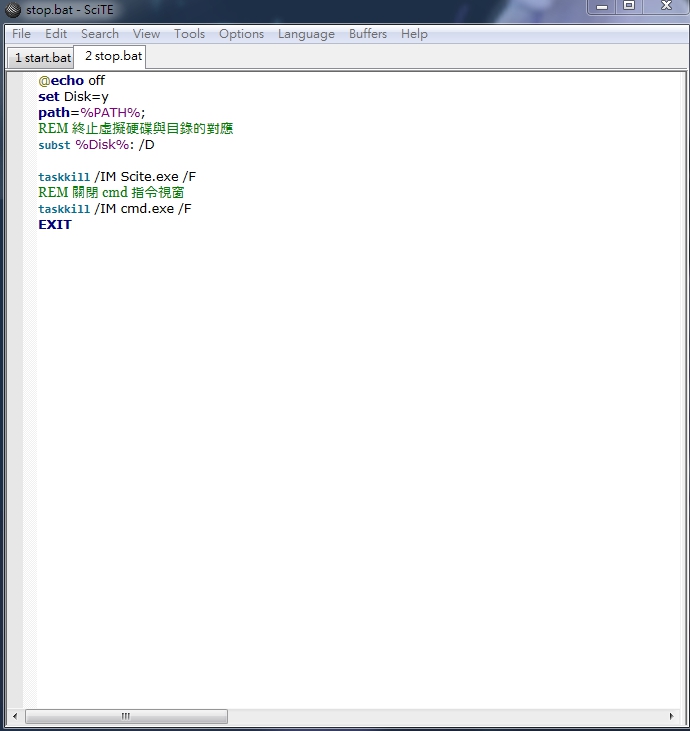 stop.bat - SciTE
File Edit Search View Tools Options Language Buffers Help
1 start.bat 2 stop.bat
@echo off
set Disk=y
path=%PATH%;
REM 終止虛擬硬碟與目錄的對應
subst %Disk%: /D
taskkill /IM Scite.exe /F
REM 關閉 cmd 指令視窗
taskkill /IM cmd.exe /F
EXIT